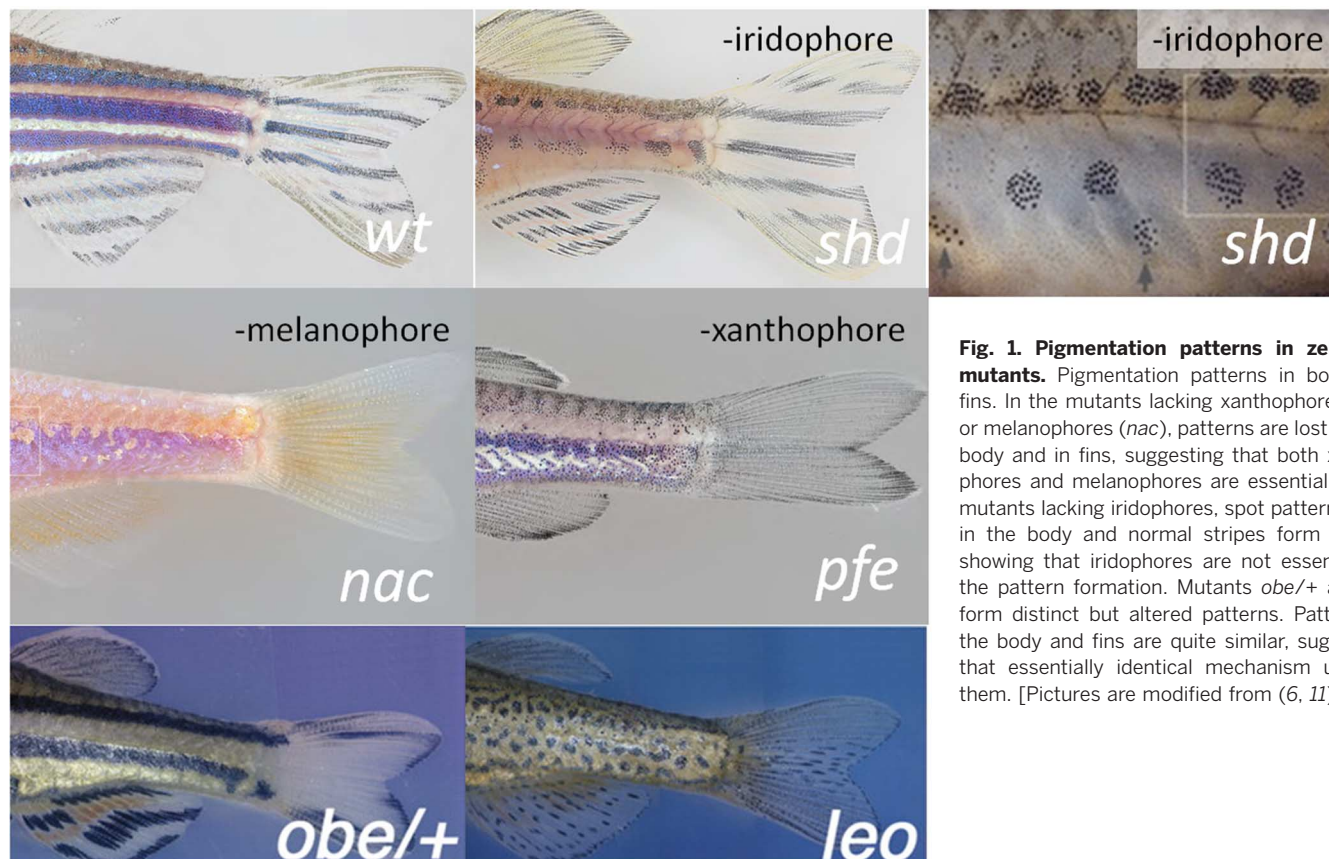 -iridophore
-iridophore
wt
shd
shd
-melanophore
-xanthophore
nac
pfe
obe/+
leo
Fig. 1. Pigmentation patterns in ze
mutants. Pigmentation patterns in bo
fins. In the mutants lacking xanthophore
or melanophores (nac), patterns are lost
body and in fins, suggesting that both x
phores and melanophores are essential
mutants lacking iridophores, spot pattern
in the body and normal stripes form
showing that iridophores are not essen
the pattern formation. Mutants obe/+ a
form distinct but altered patterns. Patt
the body and fins are quite similar, sug
that essentially identical mechanism u
them. [Pictures are modified from (6, 11)